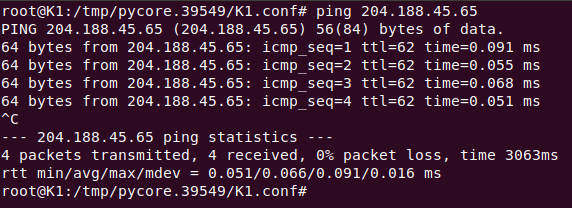 root@K1:/tmp/pycore.39549/K1.conf# ping 204.188.45.65
PING 204.188.45.65 (204.188.45.65) 56(84) bytes of data.
64 bytes from 204.188.45.65: icmp_seq=1 ttl=62 time=0.091 ms
64 bytes from 204.188.45.65: icmp_seq=2 ttl=62 time=0.055 ms
64 bytes from 204.188.45.65: icmp_seq=3 ttl=62 time=0.068 ms
64 bytes from 204.188.45.65: icmp_seq=4 ttl=62 time=0.051 ms
^C
--- 204.188.45.65 ping statistics ---
4 packets transmitted, 4 received, 0% packet loss, time 3063ms
rtt min/avg/max/mdev = 0.051/0.066/0.091/0.016 ms
root@K1:/tmp/pycore.39549/K1.conf#